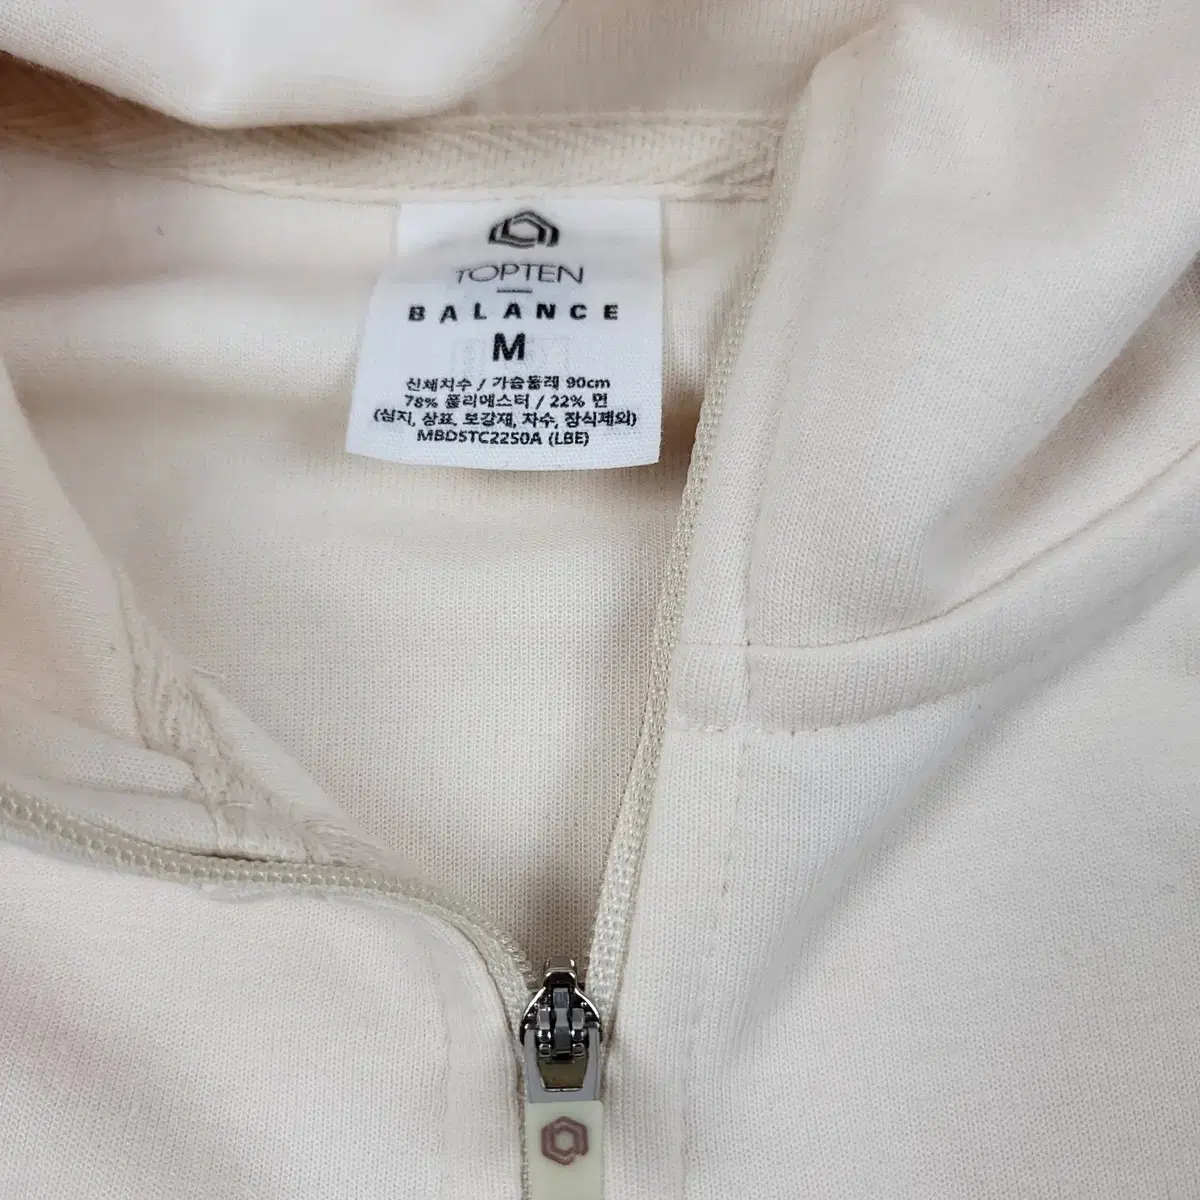 TOPTEN
BALANCE
M
신체치수 / 가슴둘레 90cm
78% 폴리에스터 / 22% 면
(심지, 상표, 보강재, 자수, 장식제외)
MBD5TC2250A (LBE)